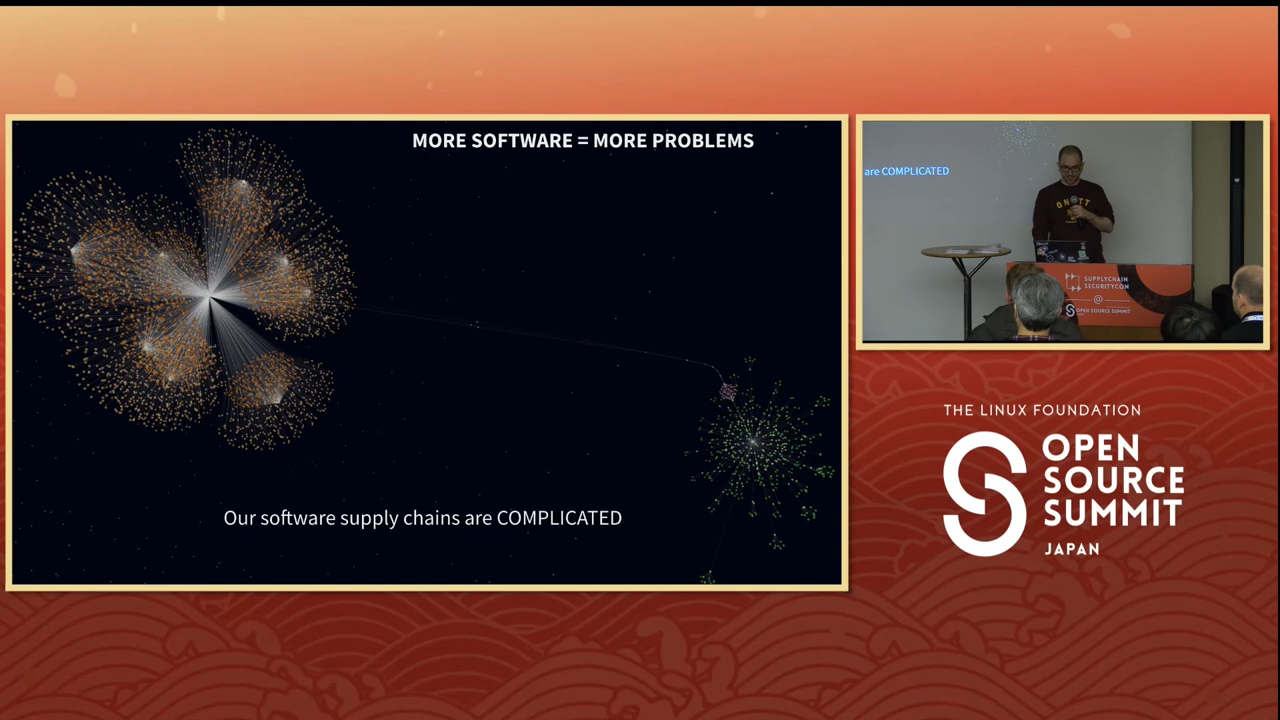 MORE SOFTWARE = MORE PROBLEMS
Our software supply chains are COMPLICATED
are COMPLICATED
SUPPLYCHAIN
SECURITYCON
@
OPEN SOURCE SUMMIT
THE LINUX FOUNDATION
OPEN
SOURCE
SUMMIT
JAPAN